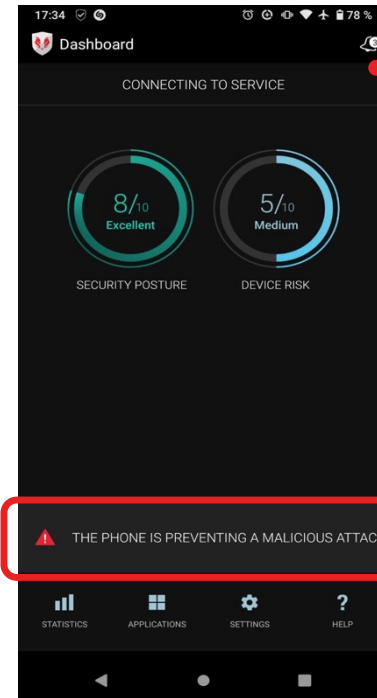 17:34 78 %
Dashboard
CONNECTING TO SERVICE
8/10 5/10
Excellent Medium
SECURITY POSTURE DEVICE RISK
THE PHONE IS PREVENTING A MALICIOUS ATTAC
STATISTICS APPLICATIONS SETTINGS HELP